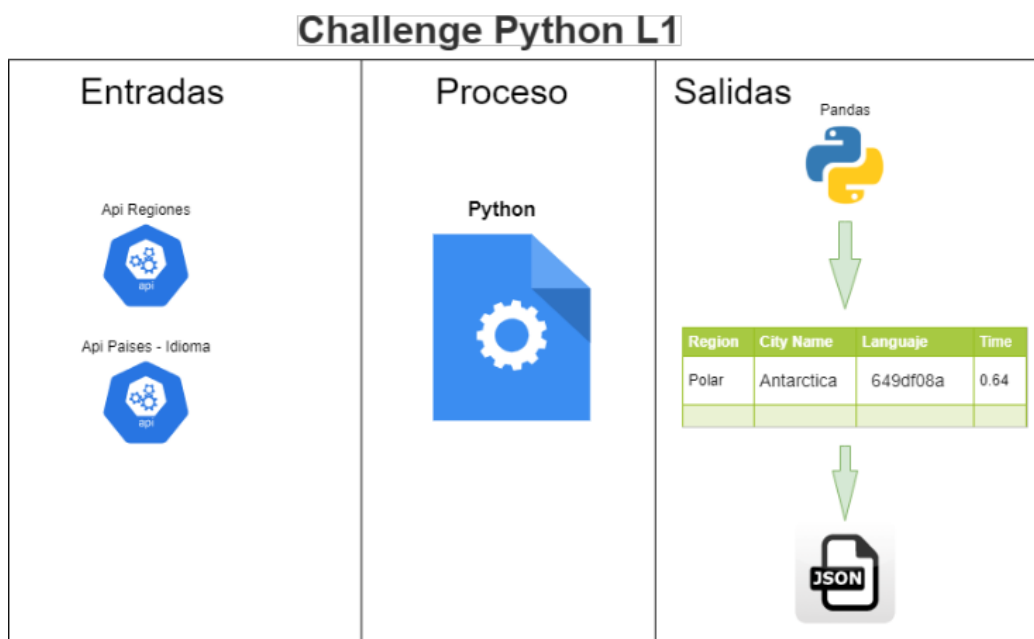 Challenge Python L1
Entradas
Proceso
Salidas
Pandas
Api Regiones
api
Api Paises - Idioma
api
Python
Region City Name Languaje Time
Polar Antarctica 649df08a 0.64
JSON